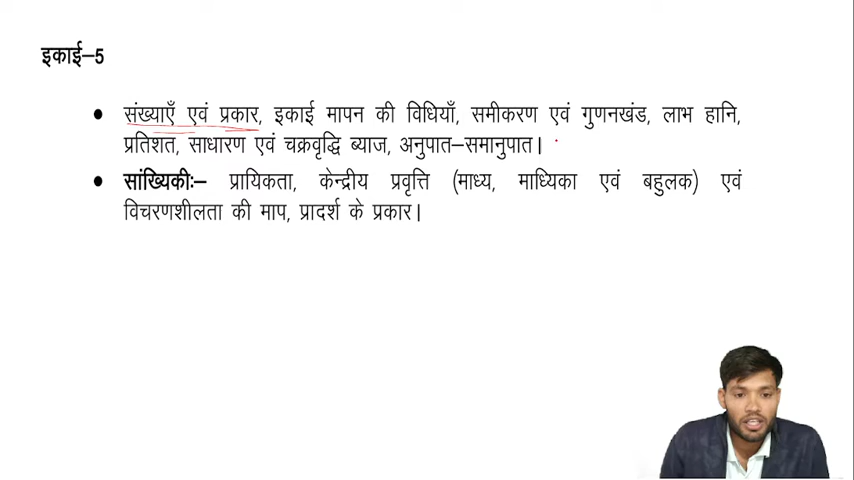 इकाई–5
• संख्याएँ एवं प्रकार, इकाई मापन की विधियाँ, समीकरण एवं गुणनखंड, लाभ हानि,
प्रतिशत, साधारण एवं चक्रवृद्धि ब्याज, अनुपात–समानुपात।
• सांख्यिकीः– प्रायिकता, केन्द्रीय प्रवृत्ति (माध्य, माध्यिका एवं बहुलक) एवं
विचरणशीलता की माप, प्रादर्श के प्रकार।